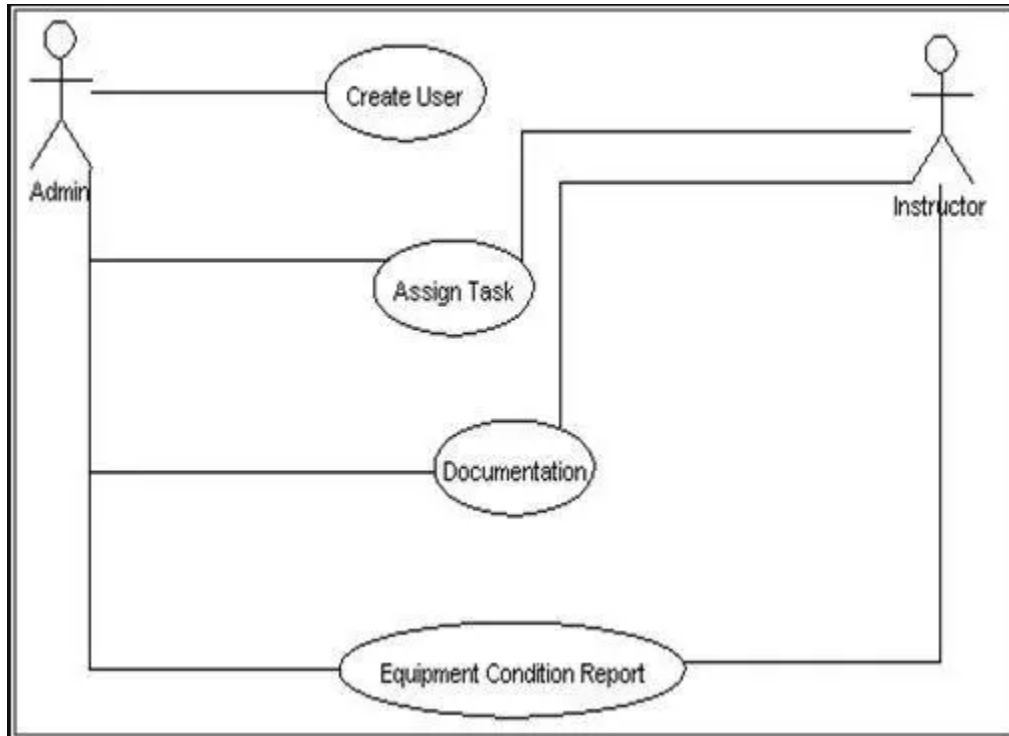 Create User
Admin
Instructor
Assign Task
Documentation
Equipment Condition Report